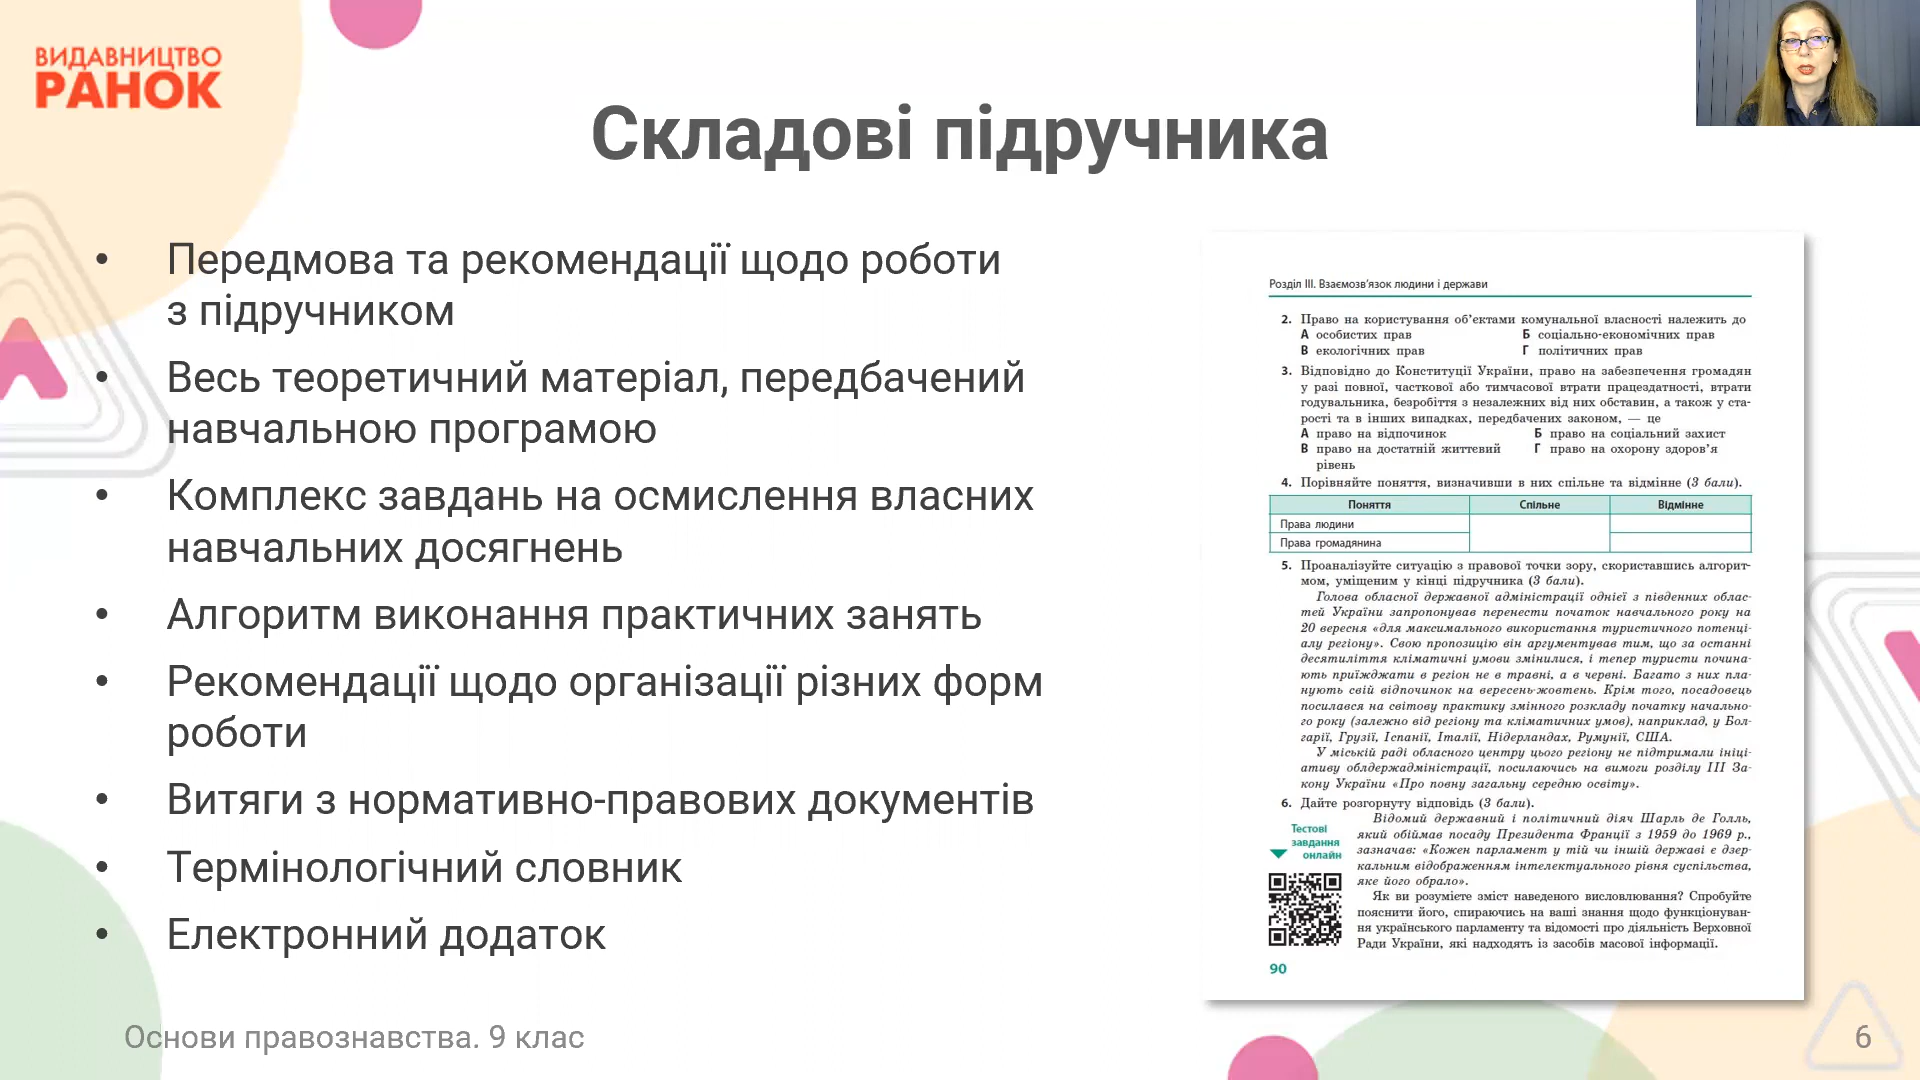 ВИДАВНИЦТВО
РАНОК
Складові підручника
• Передмова та рекомендації щодо роботи
з підручником
• Весь теоретичний матеріал, передбачений
навчальною програмою
• Комплекс завдань на осмислення власних
навчальних досягнень
• Алгоритм виконання практичних занять
• Рекомендації щодо організації різних форм
роботи
• Витяги з нормативно-правових документів
• Термінологічний словник
• Електронний додаток
Розділ III. Взаємозв'язок людини і держави
2. Право на користування об'єктами комунальної власності належить до
А особистих прав Б соціально-економічних прав
В екологічних прав Г політичних прав
3. Відповідно до Конституції України, право на забезпечення громадян
у разі повної, часткової або тимчасової втрати працездатності, втрати
годувальника, безробіття з незалежних від них обставин, а також у ста-
рості та в інших випадках, передбачених законом, — це
А право на відпочинок Б право на соціальний захист
В право на достатній життєвий Г право на охорону здоров'я
рівень
4. Порівняйте поняття, визначивши в них спільне та відмінне (3 бали).
Поняття Спільне Відмінне
Права людини
Права громадянина
5. Проаналізуйте ситуацію з правової точки зору, скориставшись алгорит-
мом, уміщеним у кінці підручника (3 бали).
Голова обласної державної адміністрації однієї з південних облас-
тей України запропонував перенести початок навчального року на
20 вересня «для максимального використання туристичного потенці-
алу регіону». Свою пропозицію він аргументував тим, що за останні
десятиліття кліматичні умови змінилися, і тепер туристи почина-
ють приїжджати в регіон не в травні, а в червні. Багато з них пла-
нують свій відпочинок на вересень-жовтень. Крім того, посадовець
посилався на світову практику змінного розкладу початку начально-
го року (залежно від регіону та кліматичних умов), наприклад, у Бол-
гарії, Грузії, Іспанії, Італії, Нідерландах, Румунії, США.
У міській раді обласного центру цього регіону не підтримали ініці-
ативу облдержадміністрації, посилаючись на вимоги розділу III За-
кону України «Про повну загальну середню освіту».
6. Дайте розгорнуту відповідь (3 бали).
Відомий державний і політичний діяч Шарль де Голль,
який обіймав посаду Президента Франції з 1959 до 1969 р.,
зазначав: «Кожен парламент у тій чи іншій державі є дзер-
кальним відображенням інтелектуального рівня суспільства,
яке його обрало».
Як ви розумієте зміст наведеного висловлювання? Спробуйте
пояснити його, спираючись на ваші знання щодо функціонуван-
ня українського парламенту та відомості про діяльність Верховної
Ради України, які надходять із засобів масової інформації.
Тестові
завдання
онлайн
90
Основи правознавства. 9 клас
6